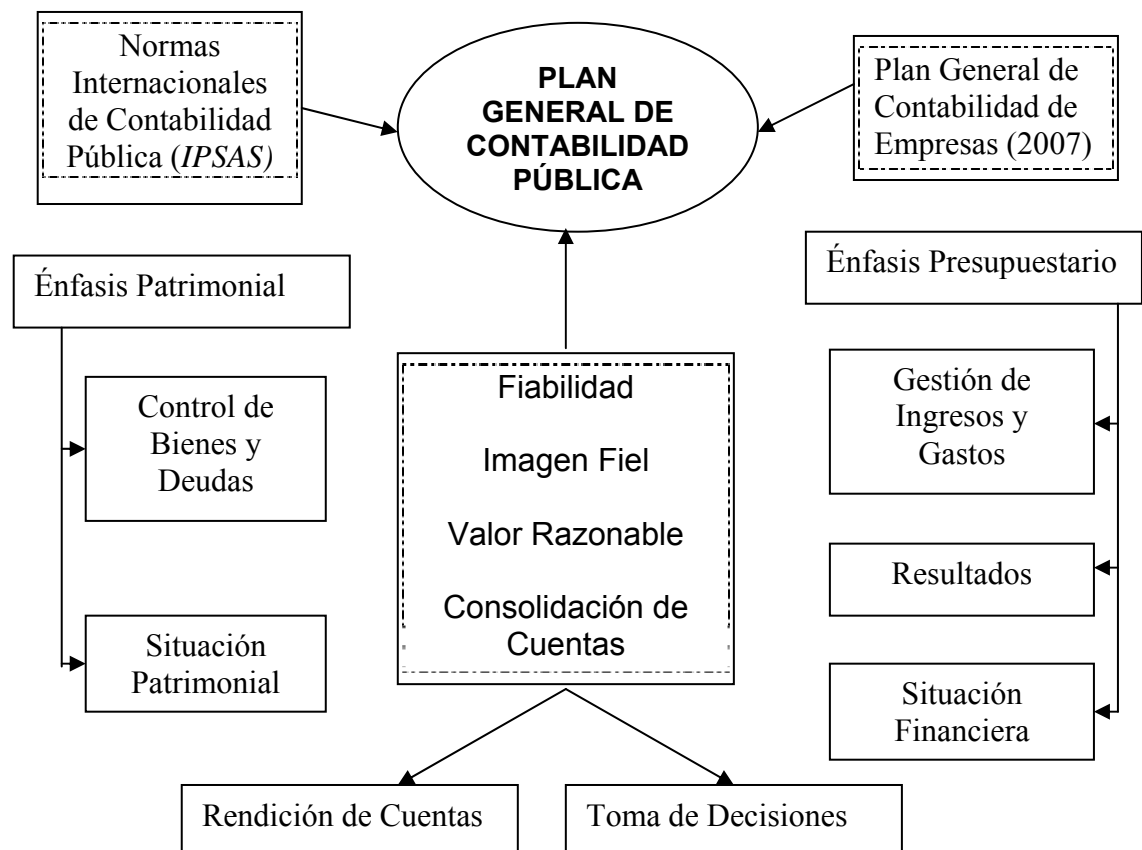 Normas
Internacionales
de Contabilidad
Pública (IPSAS)
PLAN
GENERAL DE
CONTABILIDAD
PÚBLICA
Plan General de
Contabilidad de
Empresas (2007)
Énfasis Patrimonial
Control de
Bienes y
Deudas
Situación
Patrimonial
Fiabilidad
Imagen Fiel
Valor Razonable
Consolidación de
Cuentas
Énfasis Presupuestario
Gestión de
Ingresos y
Gastos
Resultados
Situación
Financiera
Rendición de Cuentas
Toma de Decisiones